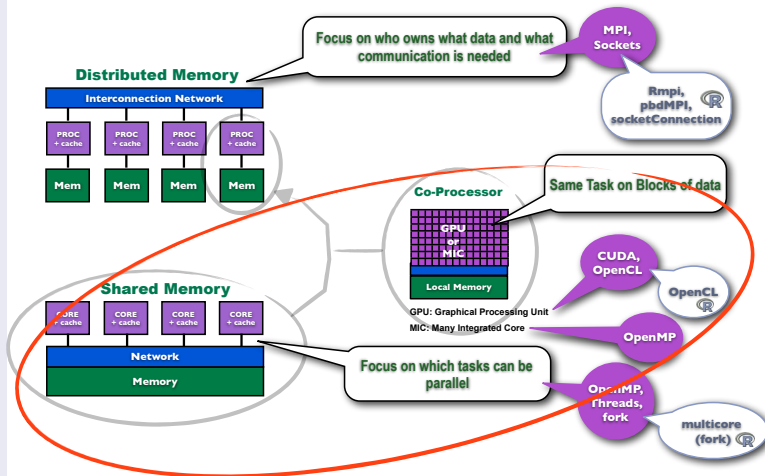 Focus on who owns what data and what
communication is needed
MPI,
Sockets
Distributed Memory
Interconnection Network
Rmpi,
pbdMPI,
socketConnection
R
PROC
+ cache
PROC
+ cache
PROC
+ cache
PROC
+ cache
Mem
Mem
Mem
Mem
Co-Processor
Same Task on Blocks of data
GPU
or
MIC
Local Memory
CUDA,
OpenCL
OpenCL
R
GPU: Graphical Processing Unit
MIC: Many Integrated Core
OpenMP
Shared Memory
CORE
+ cache
CORE
+ cache
CORE
+ cache
CORE
+ cache
Network
Memory
Focus on which tasks can be
parallel
OpenMP,
Threads,
fork
multicore
(fork)
R